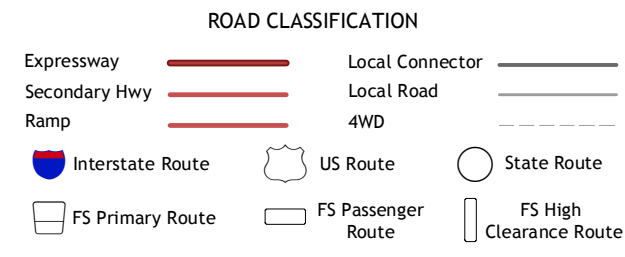 ROAD CLASSIFICATION
Expressway
Local Connector
Secondary Hwy
Local Road
Ramp
4WD
Interstate Route
US Route
State Route
FS Primary Route
FS Passenger
Route
FS High
Clearance Route